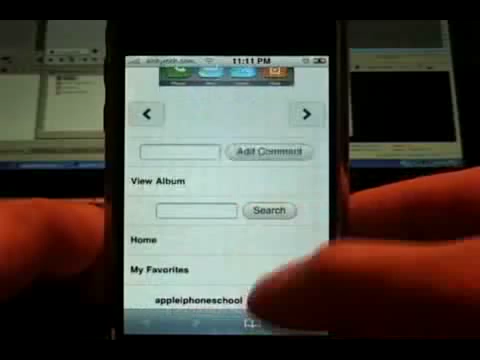 11:11 PM
Add Comment
View Album
Search
Home
My Favorites
appleiphoneschool